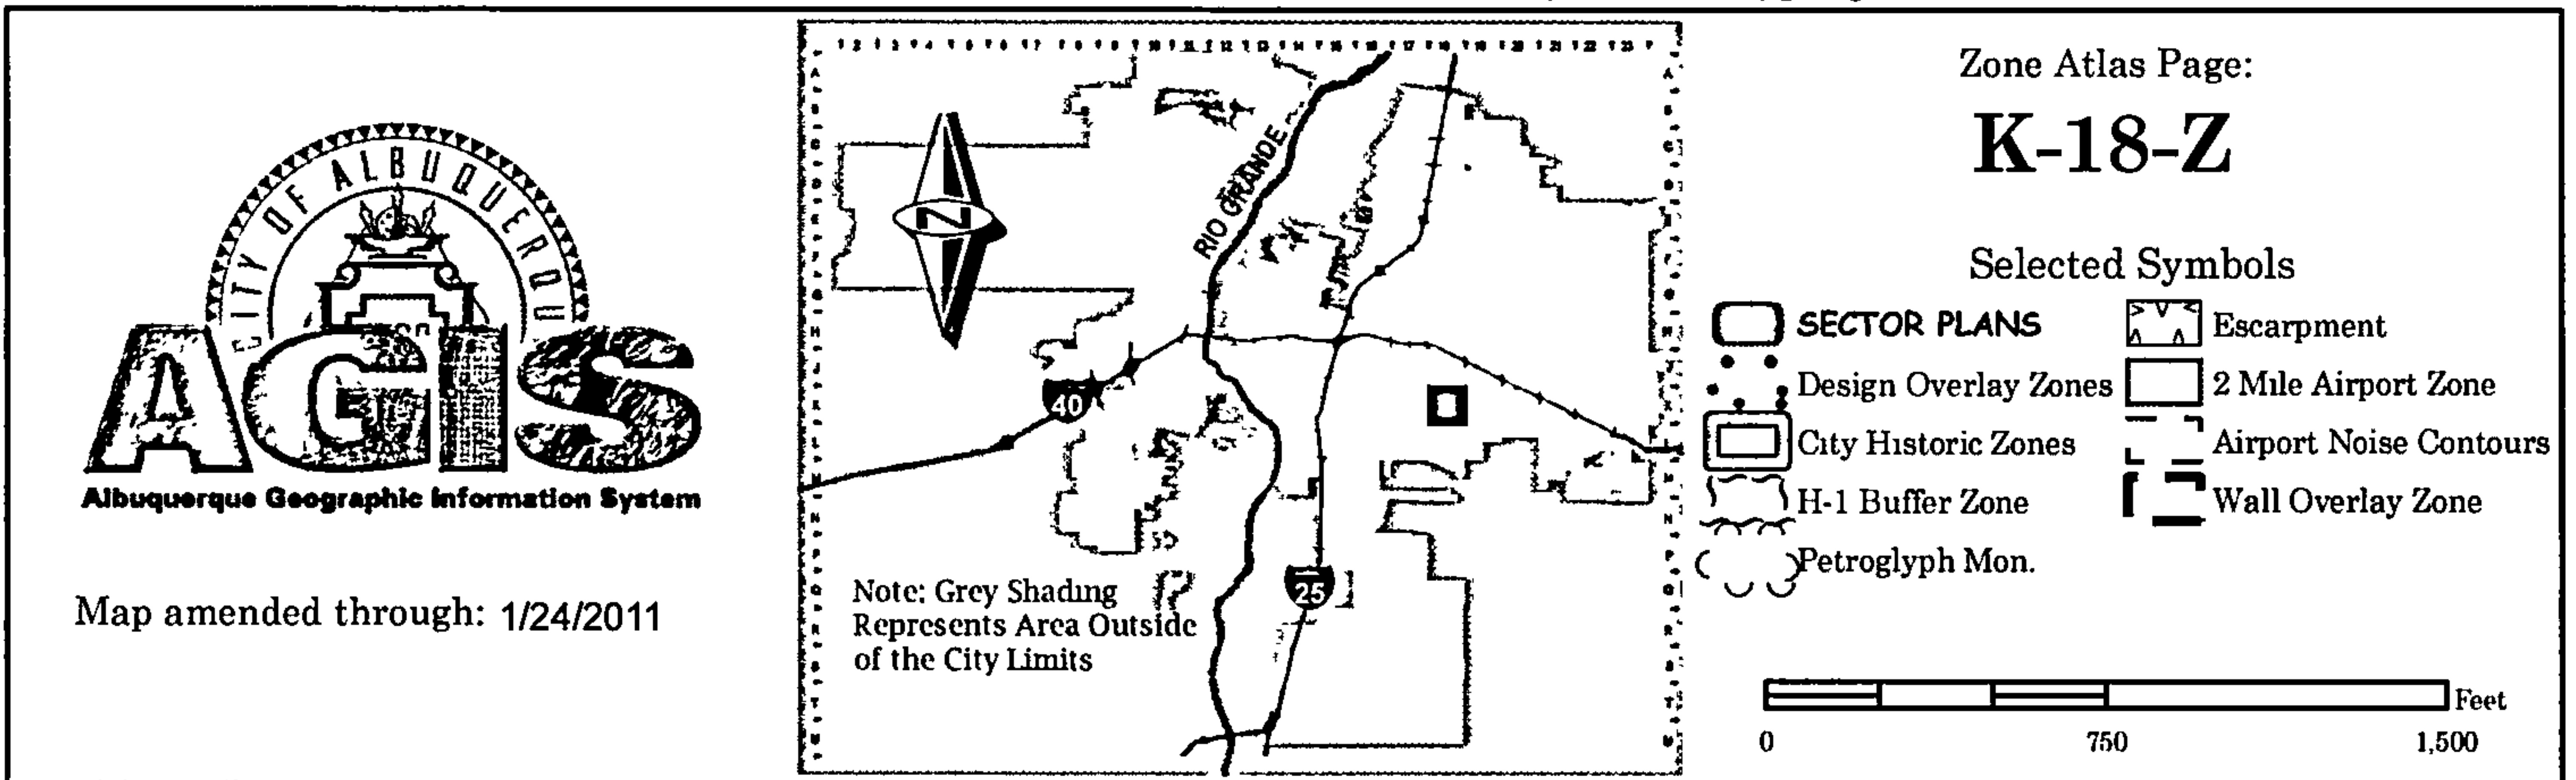 CITY OF ALBUQUERQU
AGIS
Albuquerque Geographic Information System
Map amended through: 1/24/2011
N
RIO GRANDE
40
25
Note: Grey Shading
Represents Area Outside
of the City Limits
Zone Atlas Page:
K-18-Z
Selected Symbols
SECTOR PLANS
Design Overlay Zones
City Historic Zones
H-1 Buffer Zone
Petroglyph Mon.
Escarpment
2 Mile Airport Zone
Airport Noise Contours
Wall Overlay Zone
Feet
0 750 1,500